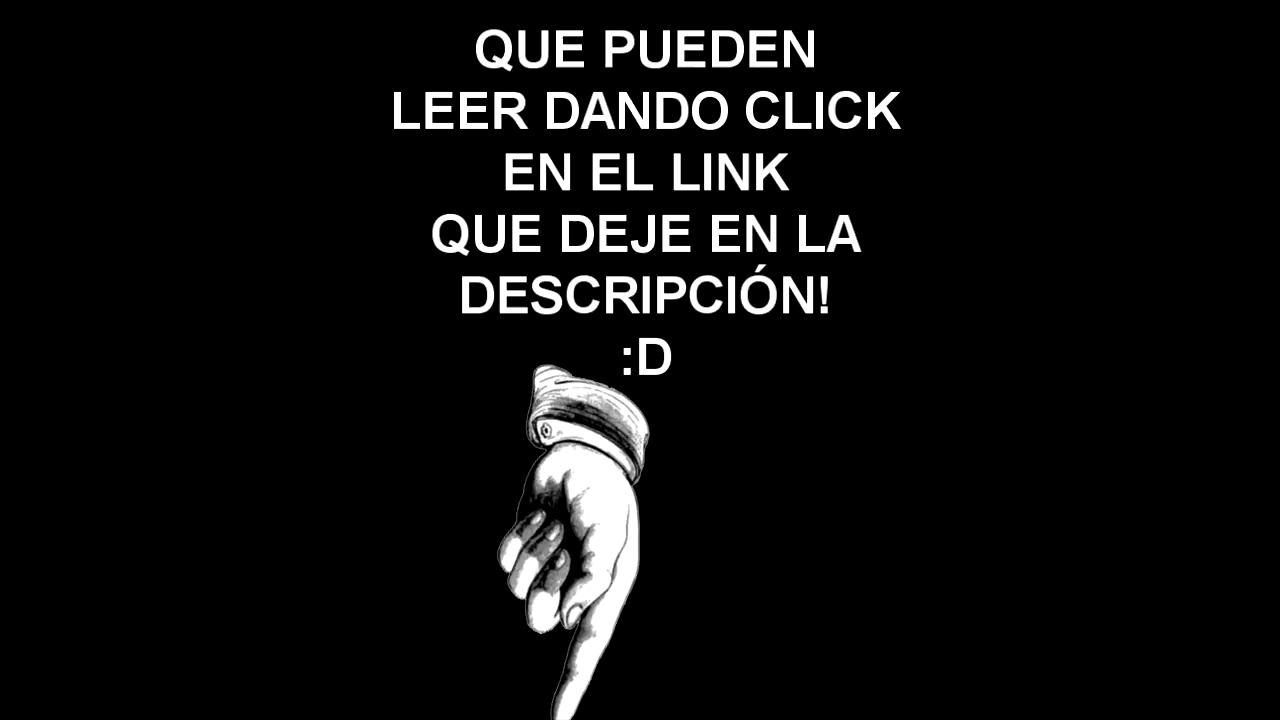 QUE PUEDEN
LEER DANDO CLICK
EN EL LINK
QUE DEJE EN LA
DESCRIPCIÓN!
:D